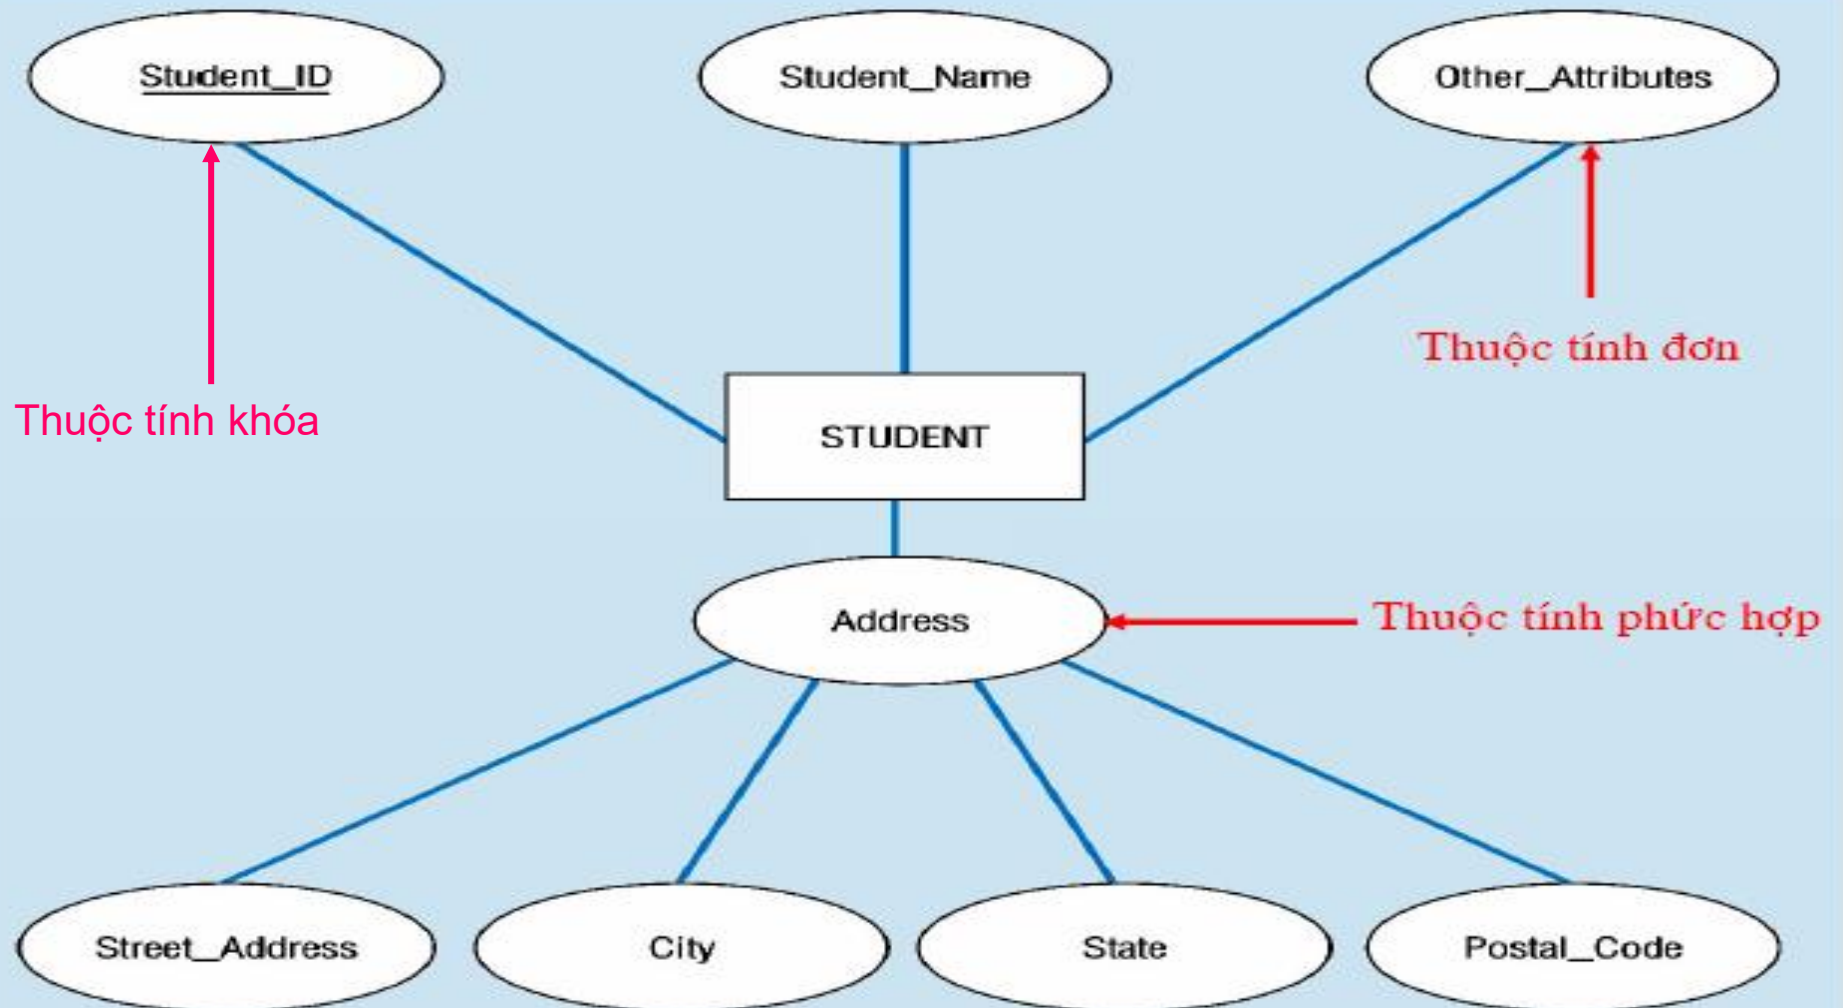 Student_ID
Student_Name
Other_Attributes
Thuộc tính đơn
Thuộc tính khóa
STUDENT
Address
Thuộc tính phức hợp
Street_Address
City
State
Postal_Code